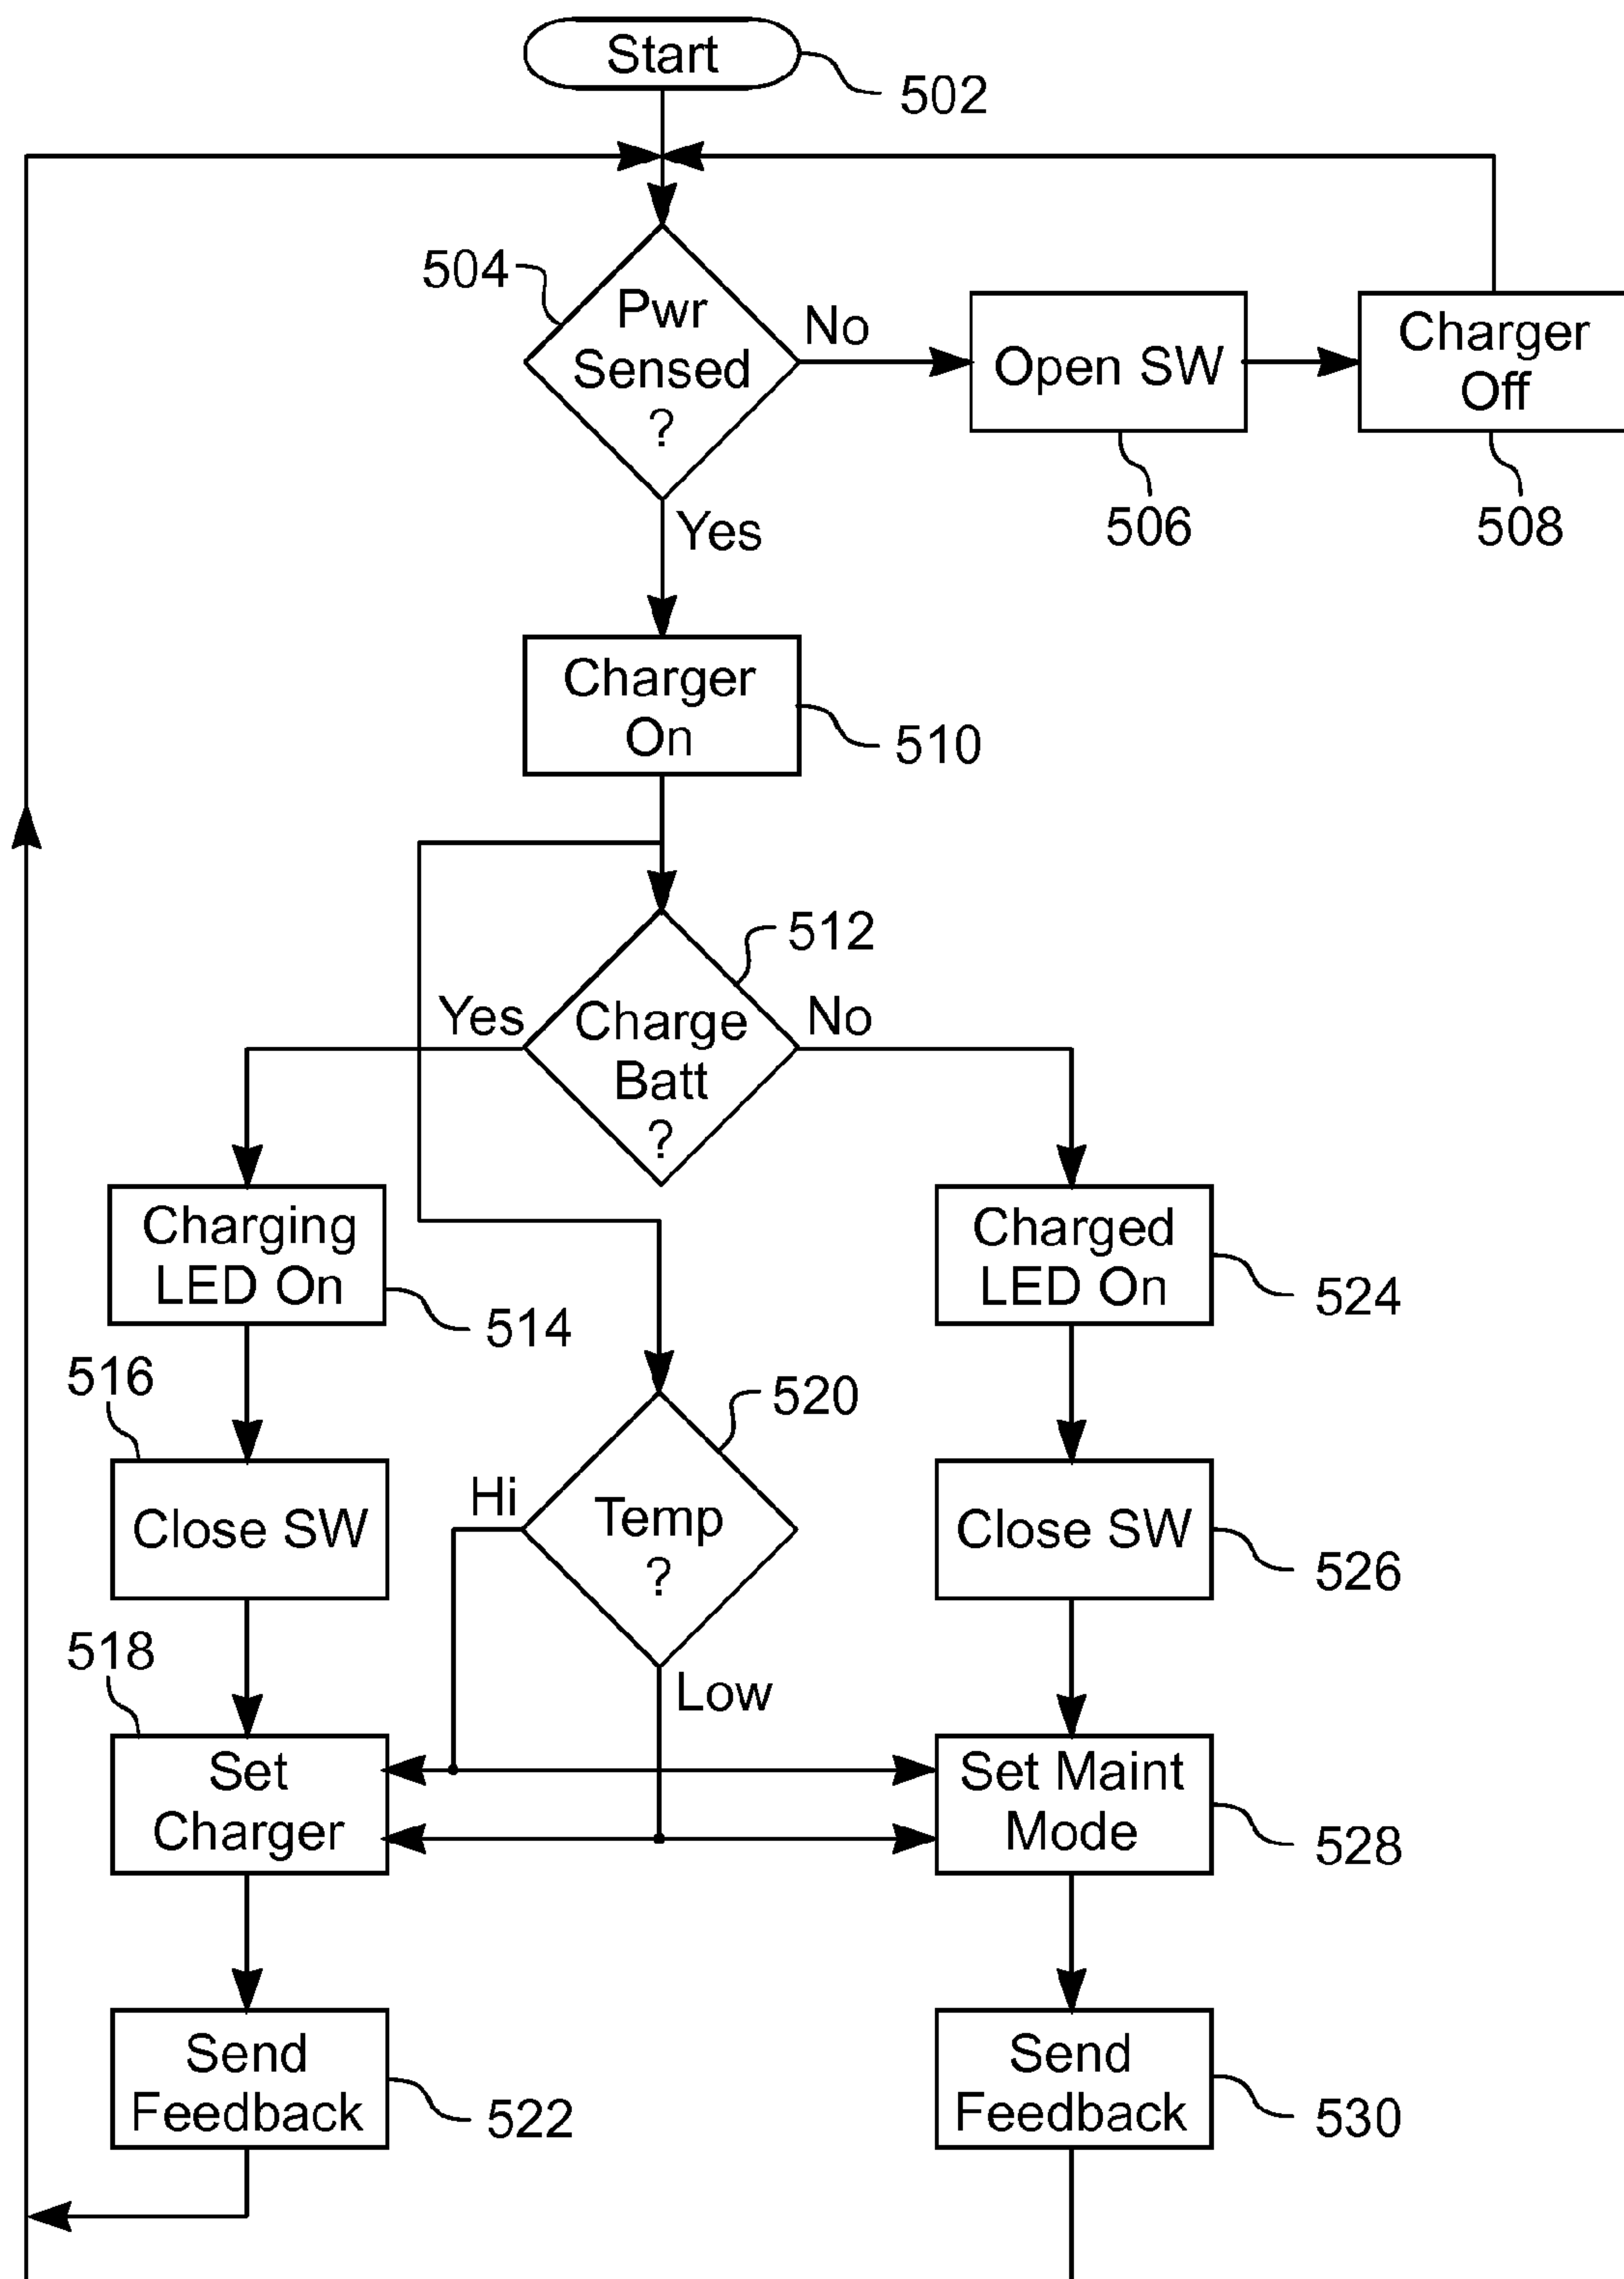 Start
502
504
Pwr
Sensed
?
No
Open SW
Charger
Off
506
508
Yes
Charger
On
510
512
Yes
Charge
Batt
?
No
Charging
LED On
514
Charged
LED On
524
516
Close SW
520
Hi
Temp
?
Low
Close SW
526
518
Set
Charger
Set Maint
Mode
528
Send
Feedback
522
Send
Feedback
530